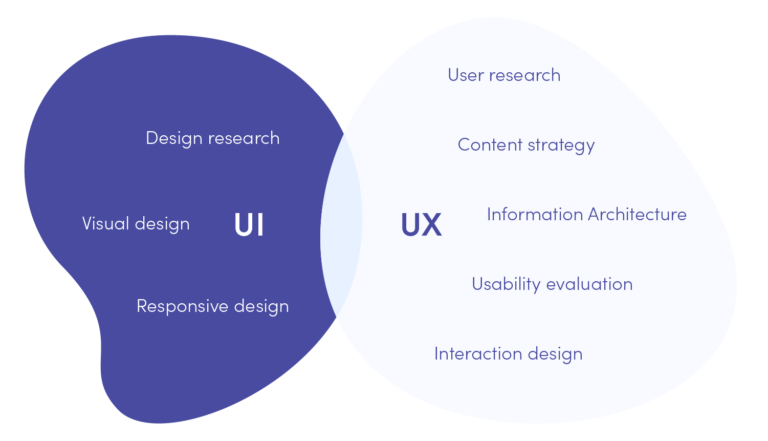 Design research
Visual design
UI
Responsive design
User research
Content strategy
UX
Information Architecture
Usability evaluation
Interaction design